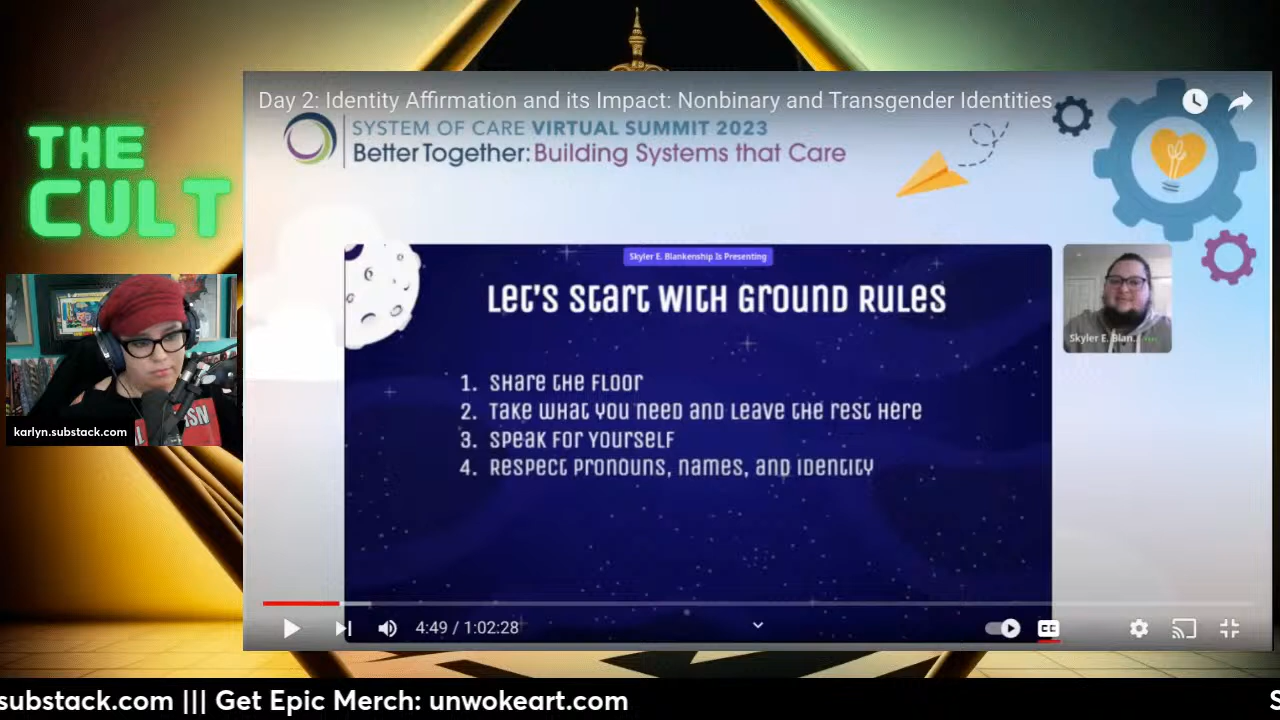 Day 2: Identity Affirmation and its Impact: Nonbinary and Transgender Identities
SYSTEM OF CARE VIRTUAL SUMMIT 2023
Better Together: Building Systems that Care
THE
CULT
Skyler E. Blankenship Is Presenting
Let's Start With Ground Rules
1. Share the floor
2. Take what you need and leave the rest here
3. Speak for yourself
4. Respect pronouns, names, and identity
Skyler E. Blan...
karlyn.substack.com
4:49 / 1:02:28
CC
substack.com ||| Get Epic Merch: unwokeart.com